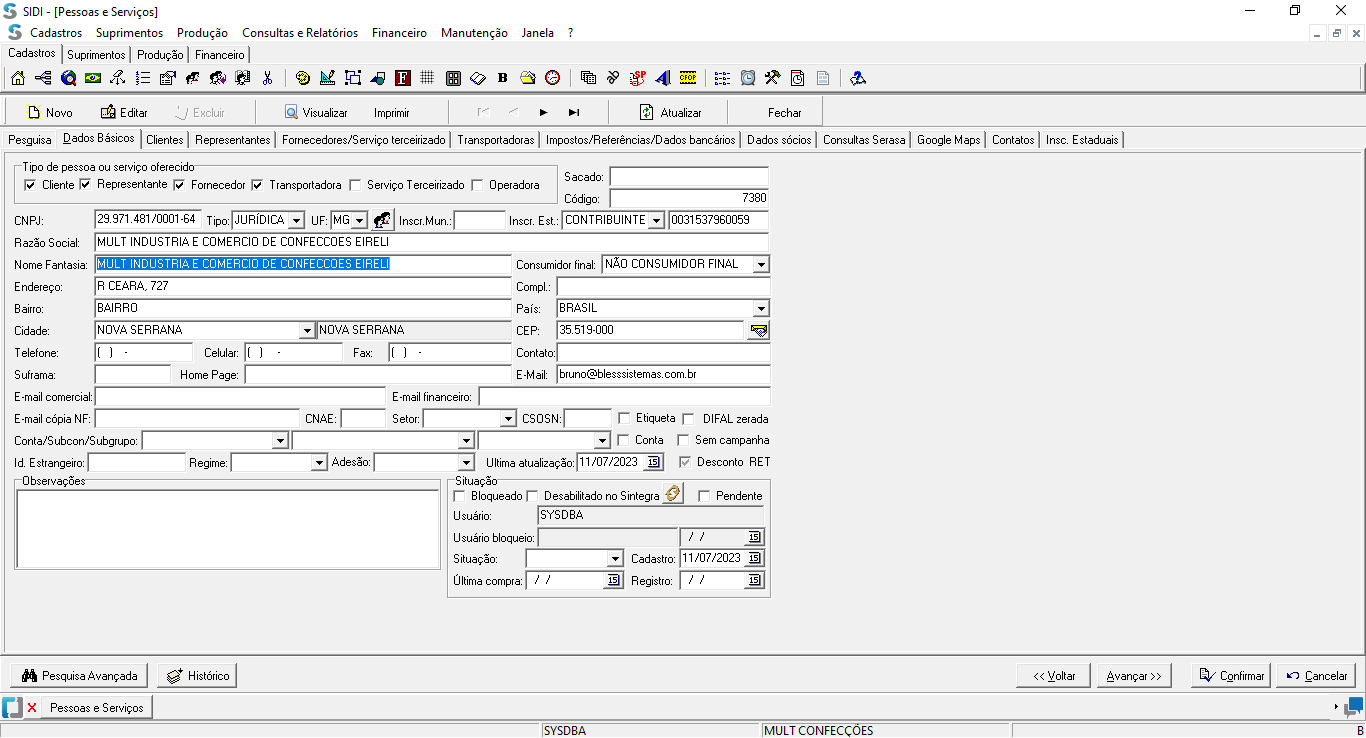 SIDI - [Pessoas e Serviços]
Cadastros Suprimentos Produção Consultas e Relatórios Financeiro Manutenção Janela ?
Cadastros Suprimentos Produção Financeiro
Novo Editar Excluir Visualizar Imprimir Atualizar Fechar
Pesquisa Dados Básicos Clientes Representantes Fornecedores/Serviço terceirizado Transportadoras Impostos/Referências/Dados bancários Dados sócios Consultas Serasa Google Maps Contatos Insc. Estaduais
Tipo de pessoa ou serviço oferecido
Cliente Representante Fornecedor Transportadora Serviço Terceirizado Operadora
Sacado:
Código: 7380
CNPJ: 29.971.481/0001-64 Tipo: JURÍDICA UF: MG Inscr.Mun.: Inscr. Est.: CONTRIBUINTE 0031537960059
Razão Social: MULT INDUSTRIA E COMERCIO DE CONFECCOES EIRELI
Nome Fantasia: MULT INDUSTRIA E COMERCIO DE CONFECCOES EIRELI Consumidor final: NÃO CONSUMIDOR FINAL
Endereço: R CEARA, 727 Compl.:
Bairro: BAIRRO País: BRASIL
Cidade: NOVA SERRANA NOVA SERRANA CEP: 35.519-000
Telefone: ( ) - Celular: ( ) - Fax: ( ) - Contato:
Suframa: Home Page: E-Mail: bruno@blesssistemas.com.br
E-mail comercial: E-mail financeiro:
E-mail cópia NF: CNAE: Setor: CSOSN: Etiqueta DIFAL zerada
Conta/Subcon/Subgrupo: Conta Sem campanha
Id. Estrangeiro: Regime: Adesão: Ultima atualização: 11/07/2023 15 Desconto RET
Observações
Situação
Bloqueado Desabilitado no Sintegra Pendente
Usuário: SYSDBA
Usuário bloqueio: / / 15
Situação: Cadastro: 11/07/2023 15
Última compra: / / 15 Registro: / / 15
Pesquisa Avançada Histórico << Voltar Avançar >> Confirmar Cancelar
Pessoas e Serviços
SYSDBA MULT CONFECÇÕES B